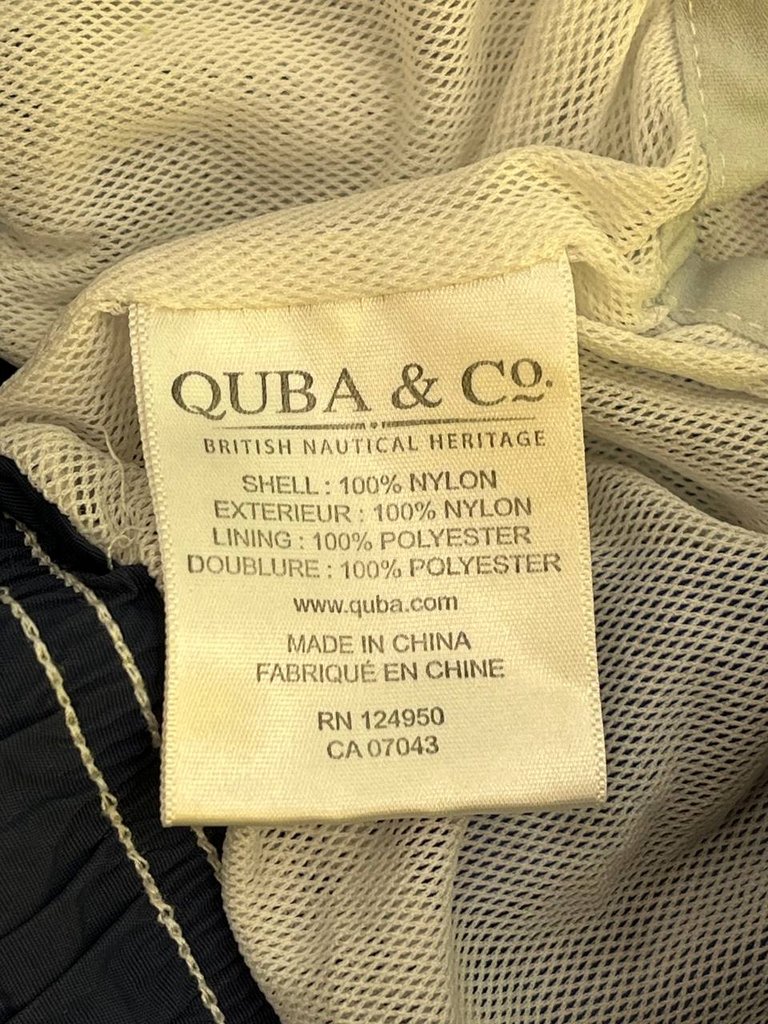 QUBA & Co.
BRITISH NAUTICAL HERITAGE
SHELL : 100% NYLON
EXTERIEUR : 100% NYLON
LINING : 100% POLYESTER
DOUBLURE : 100% POLYESTER
www.quba.com
MADE IN CHINA
FABRIQUÉ EN CHINE
RN 124950
CA 07043